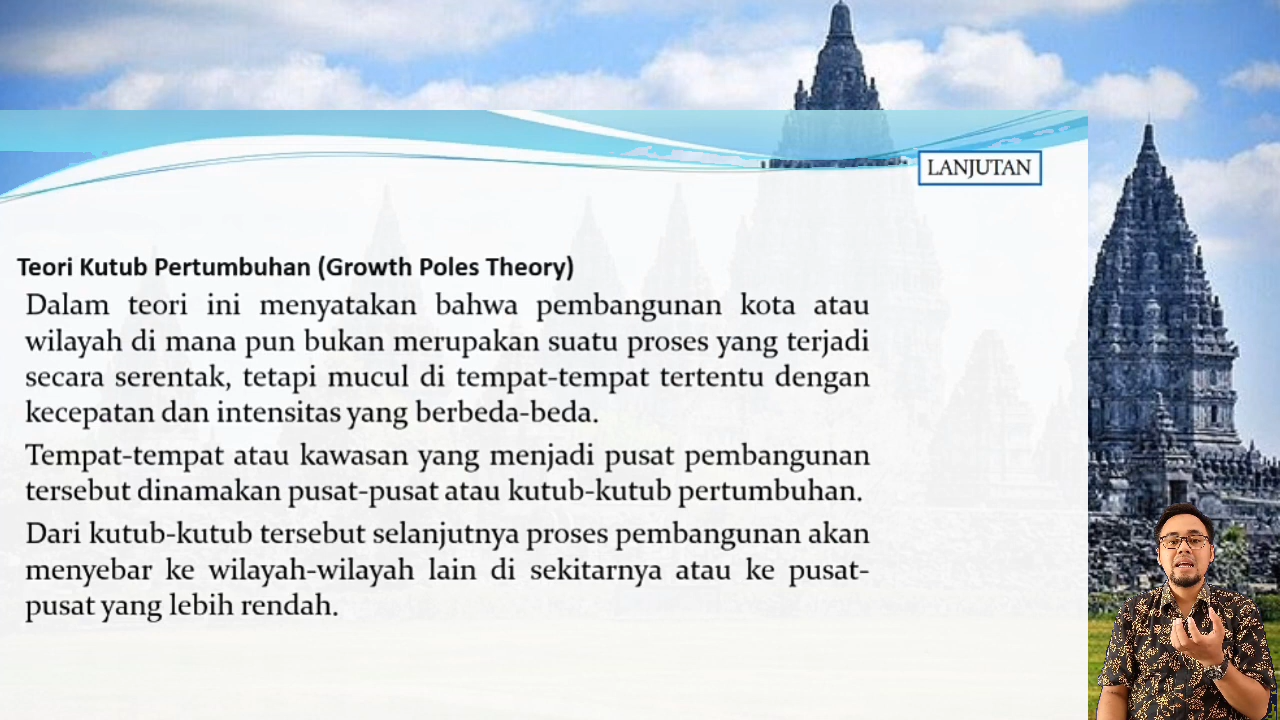 LANJUTAN
Teori Kutub Pertumbuhan (Growth Poles Theory)
Dalam teori ini menyatakan bahwa pembangunan kota atau
wilayah di mana pun bukan merupakan suatu proses yang terjadi
secara serentak, tetapi mucul di tempat-tempat tertentu dengan
kecepatan dan intensitas yang berbeda-beda.
Tempat-tempat atau kawasan yang menjadi pusat pembangunan
tersebut dinamakan pusat-pusat atau kutub-kutub pertumbuhan.
Dari kutub-kutub tersebut selanjutnya proses pembangunan akan
menyebar ke wilayah-wilayah lain di sekitarnya atau ke pusat-
pusat yang lebih rendah.